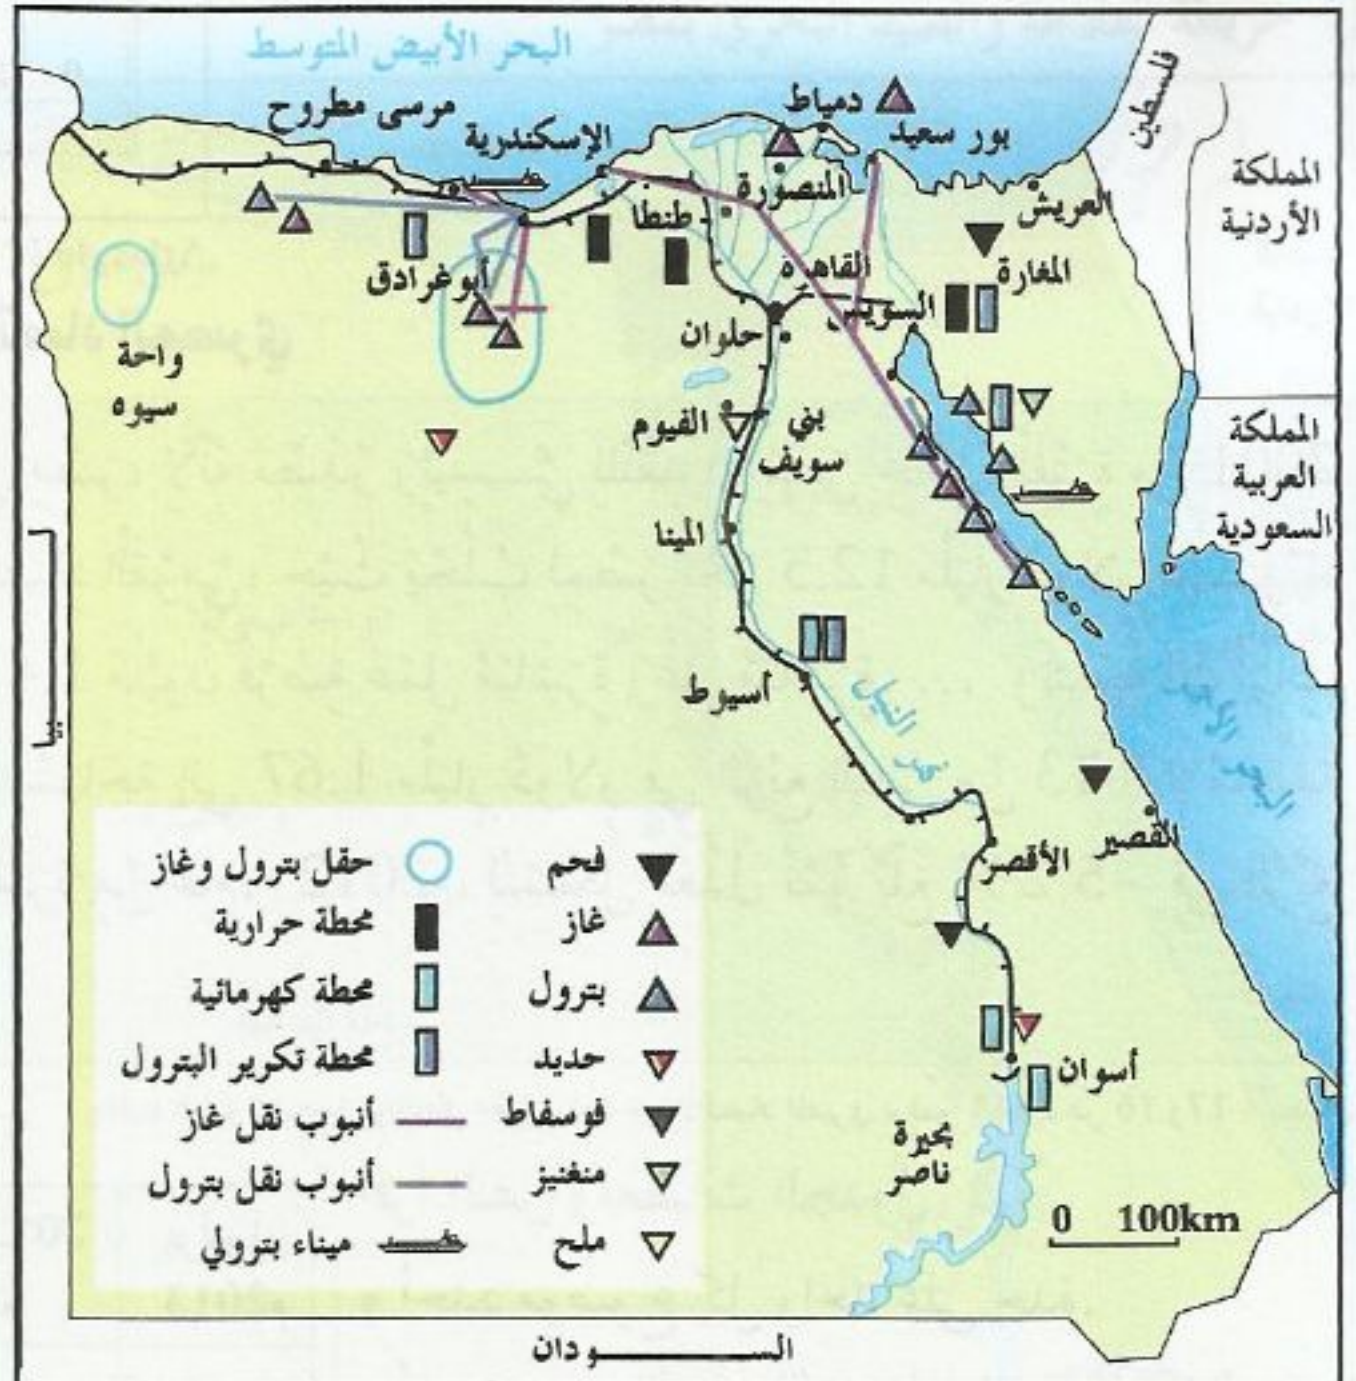 البحر الأبيض المتوسط
مرسى مطروح
الإسكندرية
دمياط
بور سعيد
فلسطين
المملكة
الأردنية
المنصورة
طنطا
العريش
المغارة
القاهرة
السويس
أبوغرادق
حلوان
واحة
سيوه
الفيوم
بني
سويف
المملكة
العربية
السعودية
المينا
أسيوط
نهر النيل
البحر الأحمر
القصير
الأقصر
أسوان
بحيرة
ناصر
0 100km
فحم
غاز
بترول
حديد
فوسفاط
منغنيز
ملح
حقل بترول وغاز
محطة حرارية
محطة كهرمائية
محطة تكرير البترول
أنبوب نقل غاز
أنبوب نقل بترول
ميناء بترولي
الســـودان